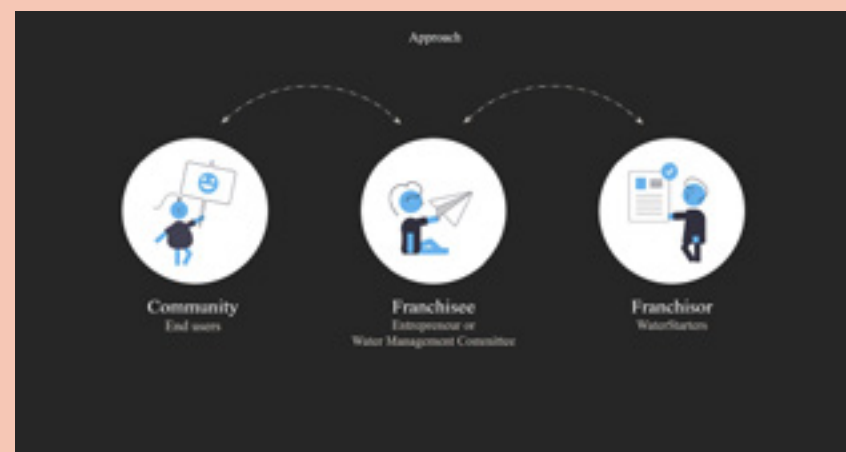 Approach
Community
End users
Franchisee
Entrepreneur or
Water Management Committee
Franchisor
WaterStarters